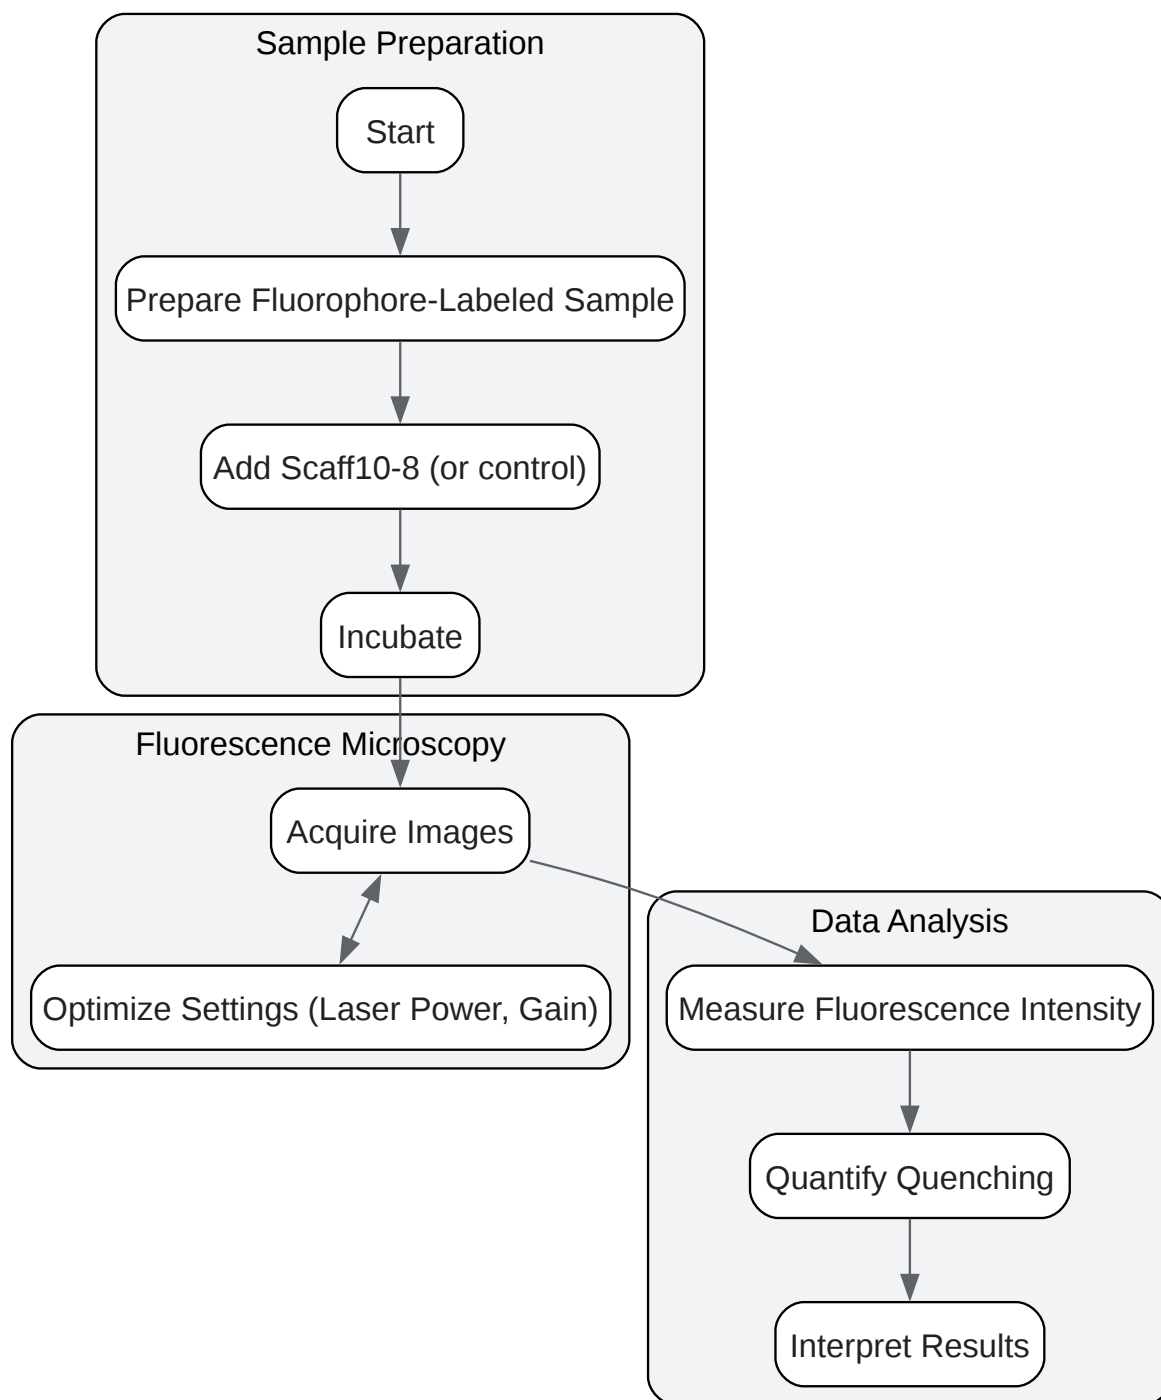 Sample Preparation
Start
Prepare Fluorophore-Labeled Sample
Add Scaff10-8 (or control)
Incubate
Fluorescence Microscopy
Acquire Images
Optimize Settings (Laser Power, Gain)
Data Analysis
Measure Fluorescence Intensity
Quantify Quenching
Interpret Results